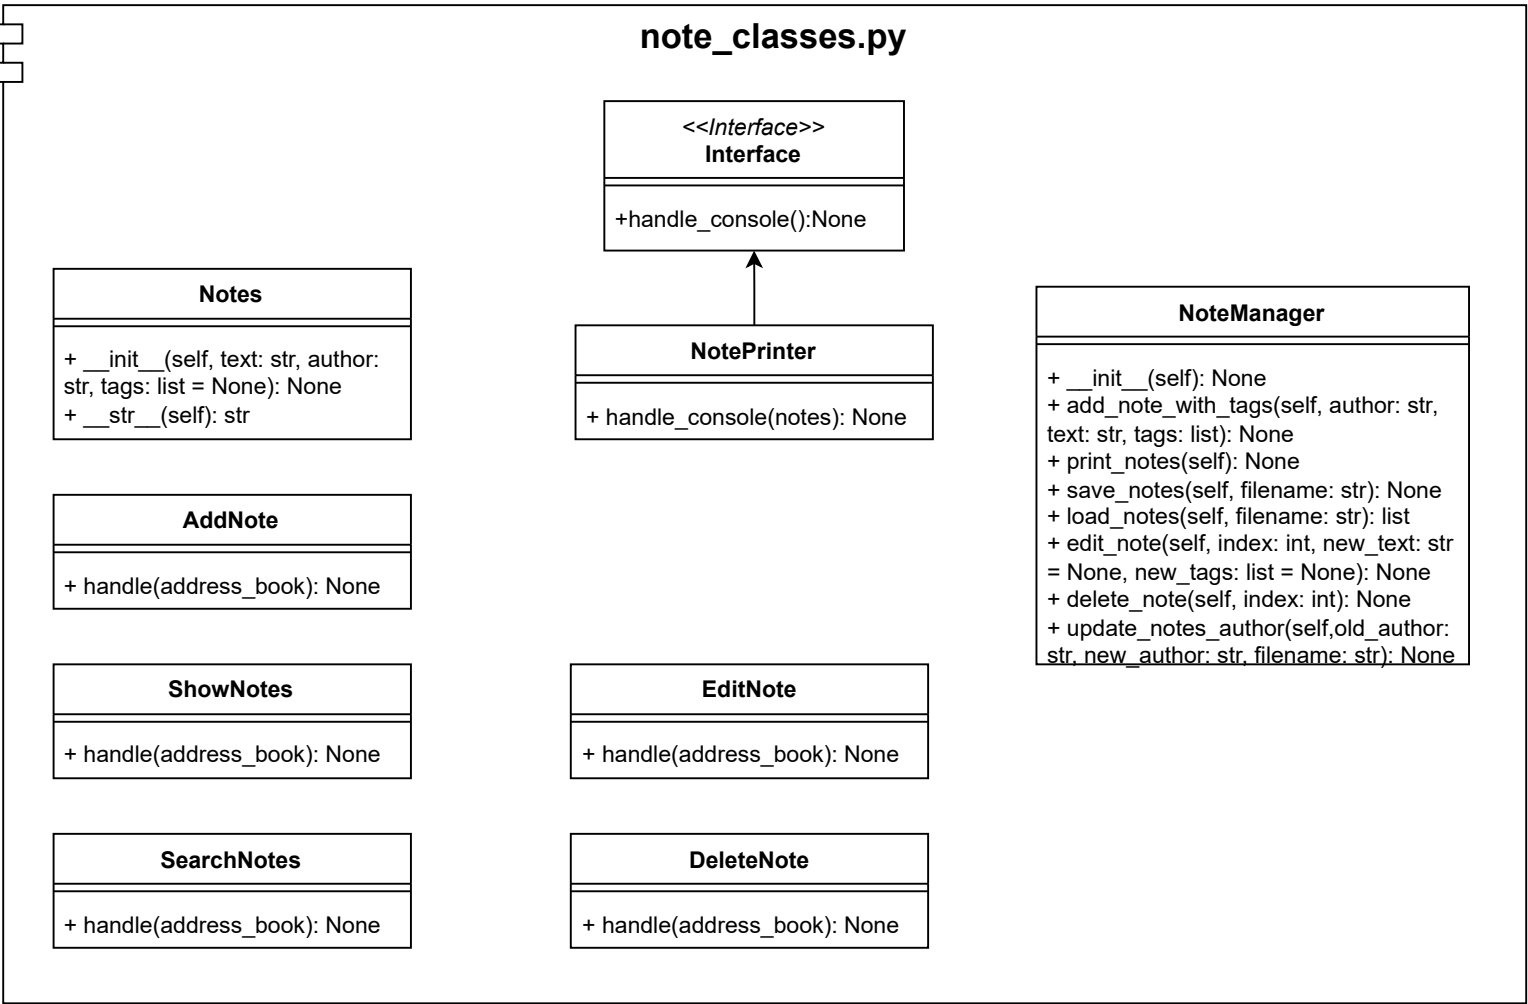 note_classes.py
<<Interface>>
Interface
+handle_console():None
Notes
+ __init__(self, text: str, author:
str, tags: list = None): None
+ __str__(self): str
NotePrinter
+ handle_console(notes): None
NoteManager
+ __init__(self): None
+ add_note_with_tags(self, author: str,
text: str, tags: list): None
+ print_notes(self): None
+ save_notes(self, filename: str): None
+ load_notes(self, filename: str): list
+ edit_note(self, index: int, new_text: str
= None, new_tags: list = None): None
+ delete_note(self, index: int): None
+ update_notes_author(self,old_author:
str, new_author: str, filename: str): None
AddNote
+ handle(address_book): None
ShowNotes
+ handle(address_book): None
EditNote
+ handle(address_book): None
SearchNotes
+ handle(address_book): None
DeleteNote
+ handle(address_book): None